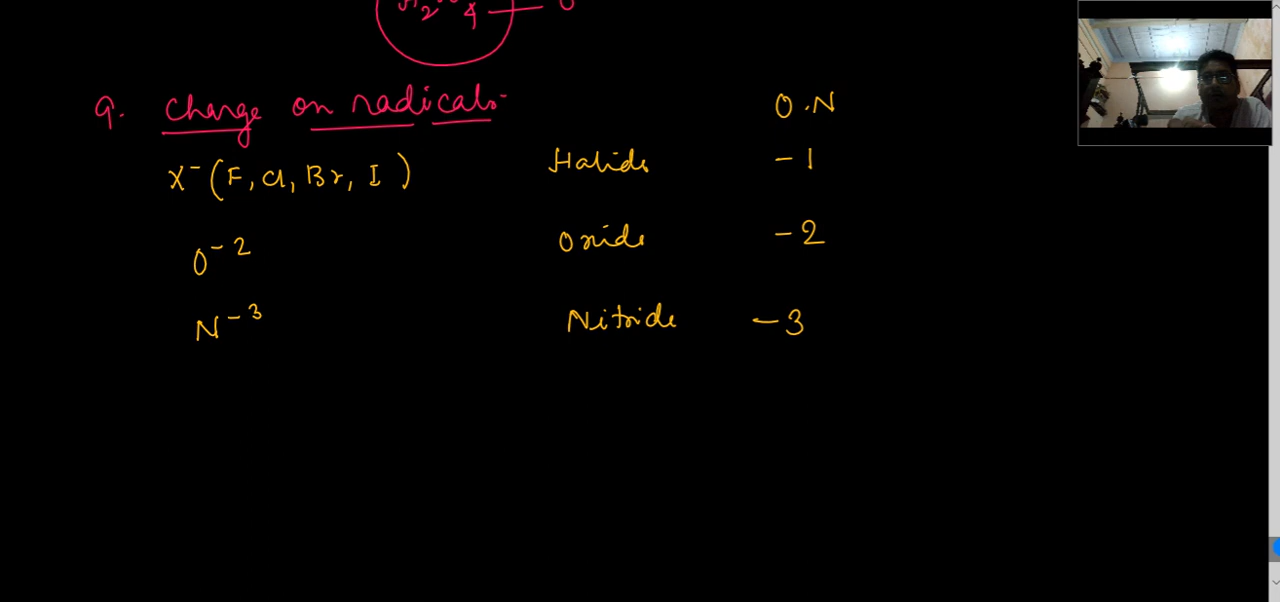 9. Charge on radicals-
O.N
X⁻ (F, Cl, Br, I) Halide -1
O⁻² Oxide -2
N⁻³ Nitride -3